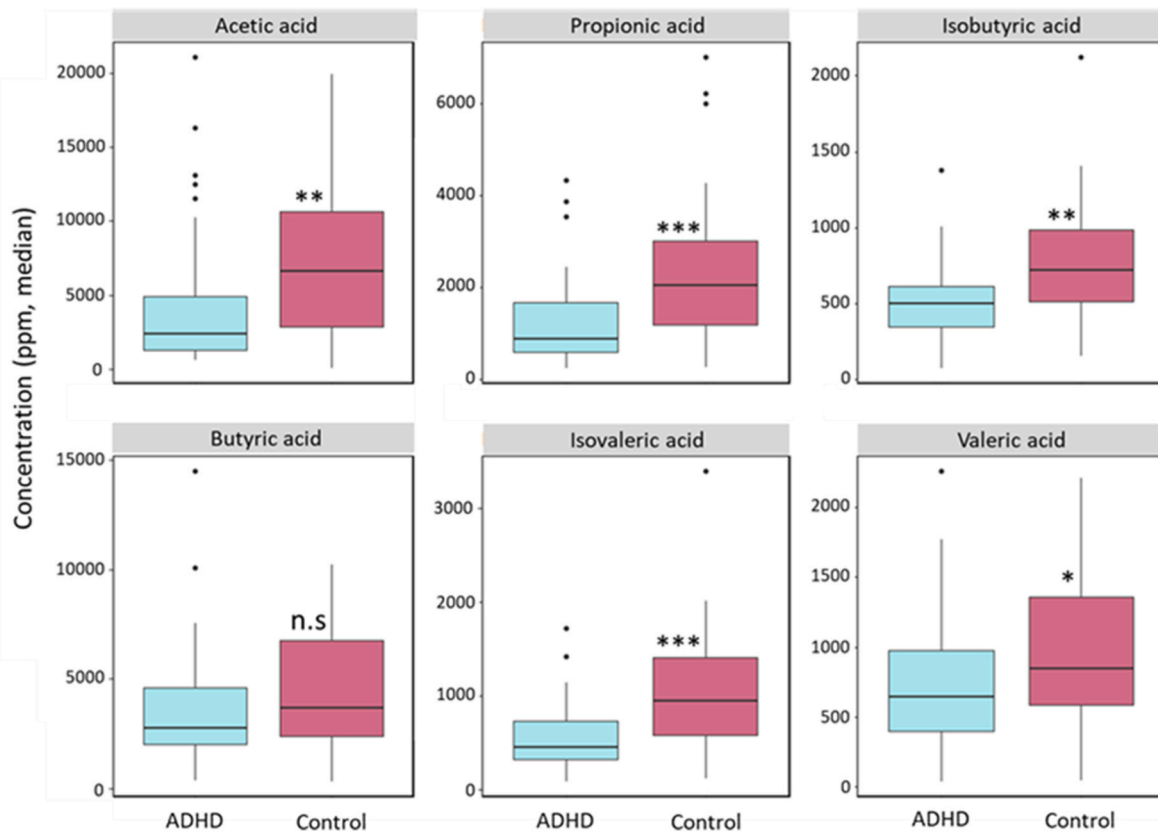 Concentration (ppm, median)
Acetic acid
20000
15000
10000
5000
0
**
Propionic acid
6000
4000
2000
0
***
Isobutyric acid
2000
1500
1000
500
0
**
Butyric acid
15000
10000
5000
0
n.s
ADHD Control
Isovaleric acid
3000
2000
1000
0
***
ADHD Control
Valeric acid
2000
1500
1000
500
0
*
ADHD Control